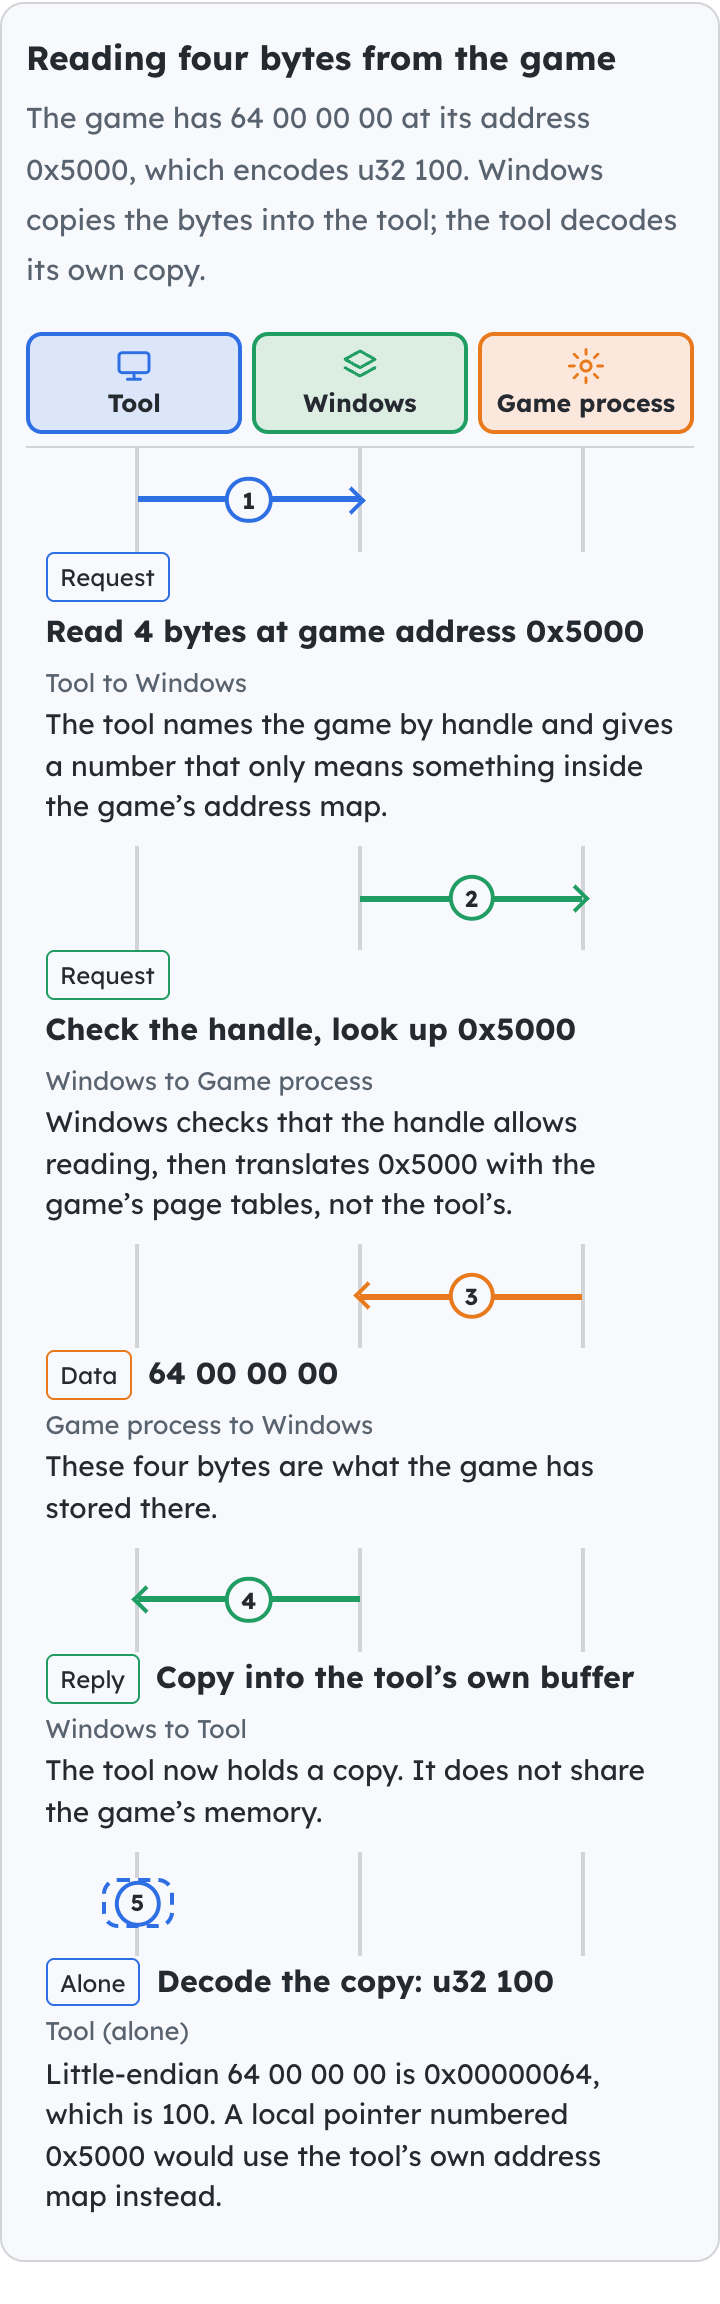 Reading four bytes from the game
The game has 64 00 00 00 at its address
0x5000, which encodes u32 100. Windows
copies the bytes into the tool; the tool decodes
its own copy.
Tool
Windows
Game process
1
Request
Read 4 bytes at game address 0x5000
Tool to Windows
The tool names the game by handle and gives
a number that only means something inside
the game’s address map.
2
Request
Check the handle, look up 0x5000
Windows to Game process
Windows checks that the handle allows
reading, then translates 0x5000 with the
game’s page tables, not the tool’s.
3
Data 64 00 00 00
Game process to Windows
These four bytes are what the game has
stored there.
4
Reply Copy into the tool’s own buffer
Windows to Tool
The tool now holds a copy. It does not share
the game’s memory.
5
Alone Decode the copy: u32 100
Tool (alone)
Little-endian 64 00 00 00 is 0x00000064,
which is 100. A local pointer numbered
0x5000 would use the tool’s own address
map instead.